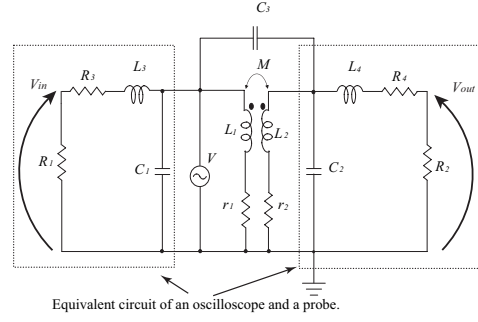 C3
Vin
R3
L3
M
L4
R4
Vout
R1
C1
V
L1
L2
C2
R2
r1
r2
Equivalent circuit of an oscilloscope and a probe.